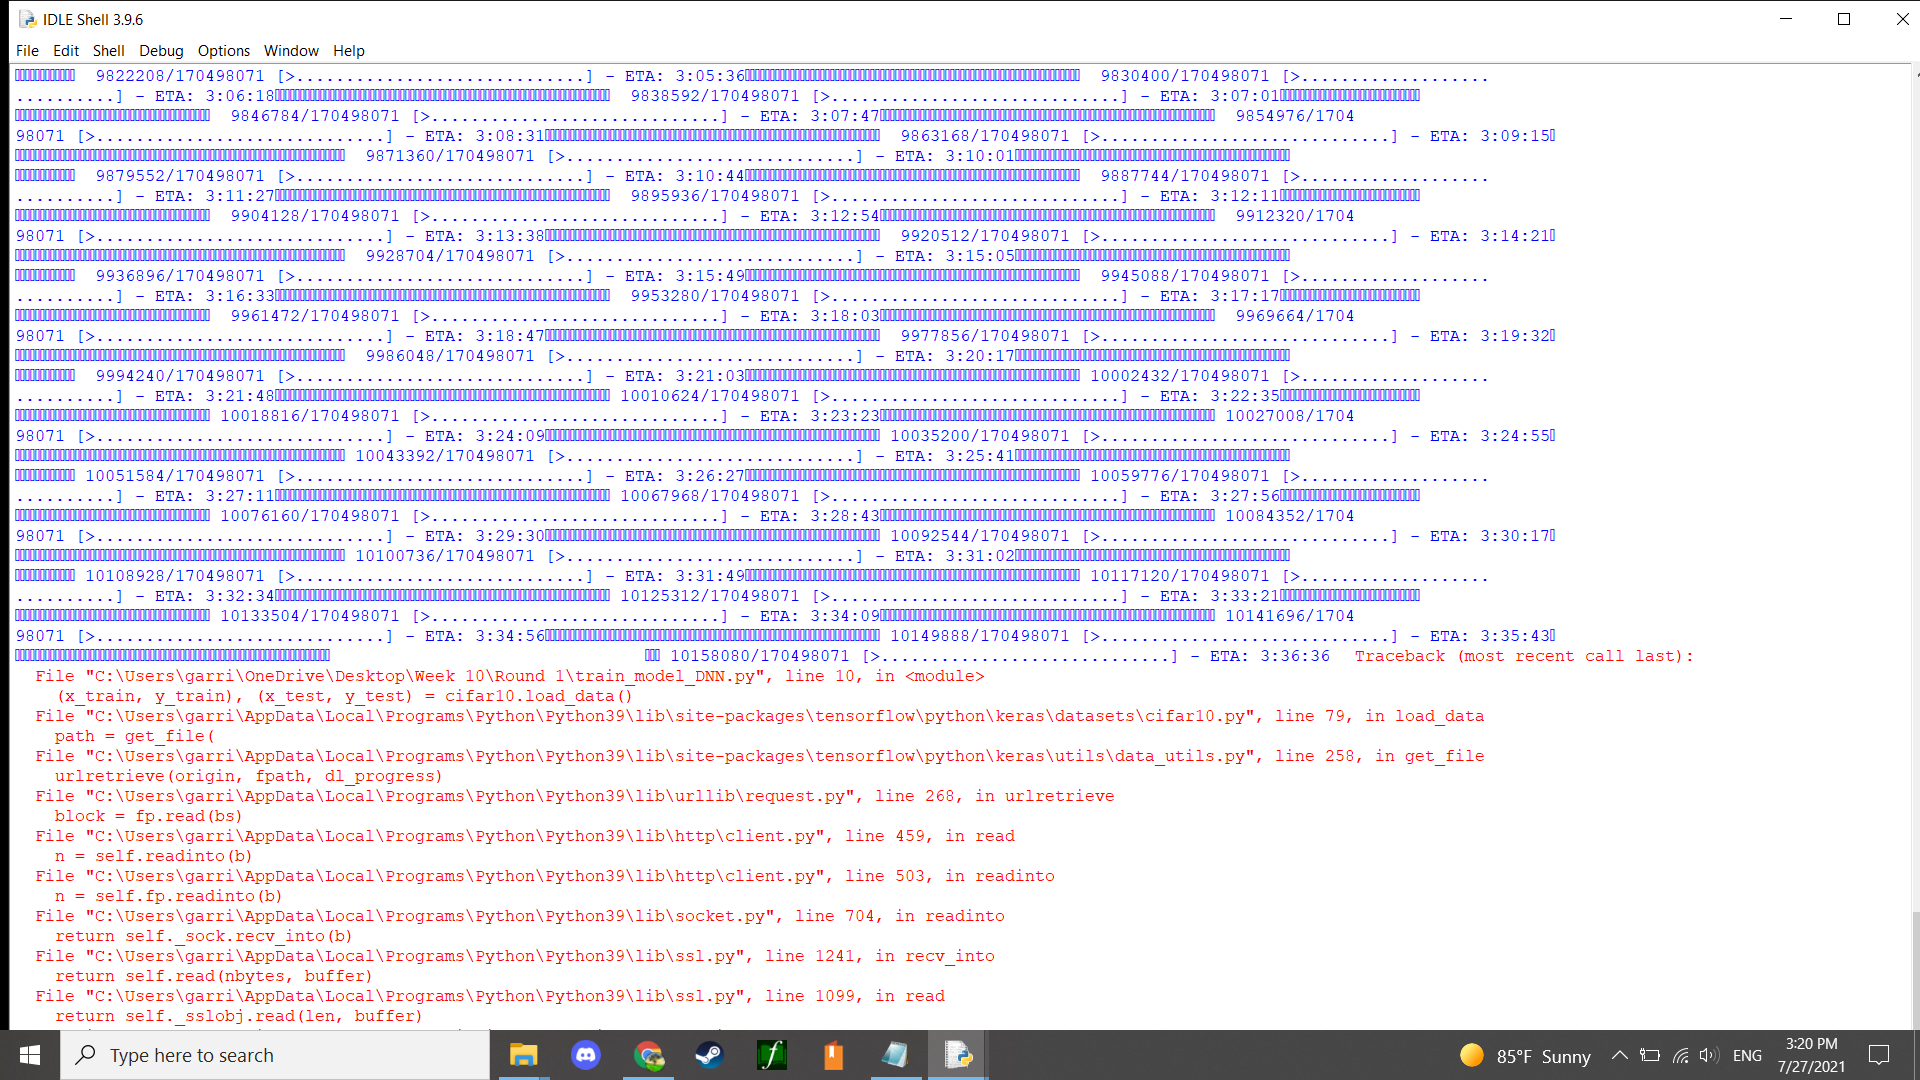 IDLE Shell 3.9.6
File Edit Shell Debug Options Window Help
9822208/170498071 [>.............................] - ETA: 3:05:36 9830400/170498071 [>...................
..........] - ETA: 3:06:18 9838592/170498071 [>.............................] - ETA: 3:07:01
9846784/170498071 [>.............................] - ETA: 3:07:47 9854976/1704
98071 [>.............................] - ETA: 3:08:31 9863168/170498071 [>.............................] - ETA: 3:09:15
9871360/170498071 [>.............................] - ETA: 3:10:01
9879552/170498071 [>.............................] - ETA: 3:10:44 9887744/170498071 [>...................
..........] - ETA: 3:11:27 9895936/170498071 [>.............................] - ETA: 3:12:11
9904128/170498071 [>.............................] - ETA: 3:12:54 9912320/1704
98071 [>.............................] - ETA: 3:13:38 9920512/170498071 [>.............................] - ETA: 3:14:21
9928704/170498071 [>.............................] - ETA: 3:15:05
9936896/170498071 [>.............................] - ETA: 3:15:49 9945088/170498071 [>...................
..........] - ETA: 3:16:33 9953280/170498071 [>.............................] - ETA: 3:17:17
9961472/170498071 [>.............................] - ETA: 3:18:03 9969664/1704
98071 [>.............................] - ETA: 3:18:47 9977856/170498071 [>.............................] - ETA: 3:19:32
9986048/170498071 [>.............................] - ETA: 3:20:17
9994240/170498071 [>.............................] - ETA: 3:21:03 10002432/170498071 [>...................
..........] - ETA: 3:21:48 10010624/170498071 [>.............................] - ETA: 3:22:35
10018816/170498071 [>.............................] - ETA: 3:23:23 10027008/1704
98071 [>.............................] - ETA: 3:24:09 10035200/170498071 [>.............................] - ETA: 3:24:55
10043392/170498071 [>.............................] - ETA: 3:25:41
10051584/170498071 [>.............................] - ETA: 3:26:27 10059776/170498071 [>...................
..........] - ETA: 3:27:11 10067968/170498071 [>.............................] - ETA: 3:27:56
10076160/170498071 [>.............................] - ETA: 3:28:43 10084352/1704
98071 [>.............................] - ETA: 3:29:30 10092544/170498071 [>.............................] - ETA: 3:30:17
10100736/170498071 [>.............................] - ETA: 3:31:02
10108928/170498071 [>.............................] - ETA: 3:31:49 10117120/170498071 [>...................
..........] - ETA: 3:32:34 10125312/170498071 [>.............................] - ETA: 3:33:21
10133504/170498071 [>.............................] - ETA: 3:34:09 10141696/1704
98071 [>.............................] - ETA: 3:34:56 10149888/170498071 [>.............................] - ETA: 3:35:43
10158080/170498071 [>.............................] - ETA: 3:36:36 Traceback (most recent call last):
File "C:\Users\garri\OneDrive\Desktop\Week 10\Round 1\train_model_DNN.py", line 10, in <module>
(x_train, y_train), (x_test, y_test) = cifar10.load_data()
File "C:\Users\garri\AppData\Local\Programs\Python\Python39\lib\site-packages\tensorflow\python\keras\datasets\cifar10.py", line 79, in load_data
path = get_file(
File "C:\Users\garri\AppData\Local\Programs\Python\Python39\lib\site-packages\tensorflow\python\keras\utils\data_utils.py", line 258, in get_file
urlretrieve(origin, fpath, dl_progress)
File "C:\Users\garri\AppData\Local\Programs\Python\Python39\lib\urllib\request.py", line 268, in urlretrieve
block = fp.read(bs)
File "C:\Users\garri\AppData\Local\Programs\Python\Python39\lib\http\client.py", line 459, in read
n = self.readinto(b)
File "C:\Users\garri\AppData\Local\Programs\Python\Python39\lib\http\client.py", line 503, in readinto
n = self.fp.readinto(b)
File "C:\Users\garri\AppData\Local\Programs\Python\Python39\lib\socket.py", line 704, in readinto
return self._sock.recv_into(b)
File "C:\Users\garri\AppData\Local\Programs\Python\Python39\lib\ssl.py", line 1241, in recv_into
return self.read(nbytes, buffer)
File "C:\Users\garri\AppData\Local\Programs\Python\Python39\lib\ssl.py", line 1099, in read
return self._sslobj.read(len, buffer)
Type here to search
85°F Sunny
ENG
3:20 PM
7/27/2021